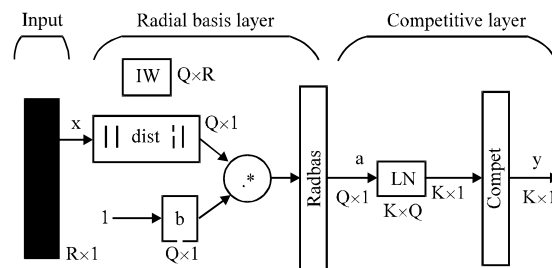 Input
Radial basis layer
Competitive layer
IW
Q×R
x
|| dist ||
Q×1
.*
1
b
Q×1
R×1
Radbas
a
Q×1
LN
K×Q
K×1
Compet
y
K×1